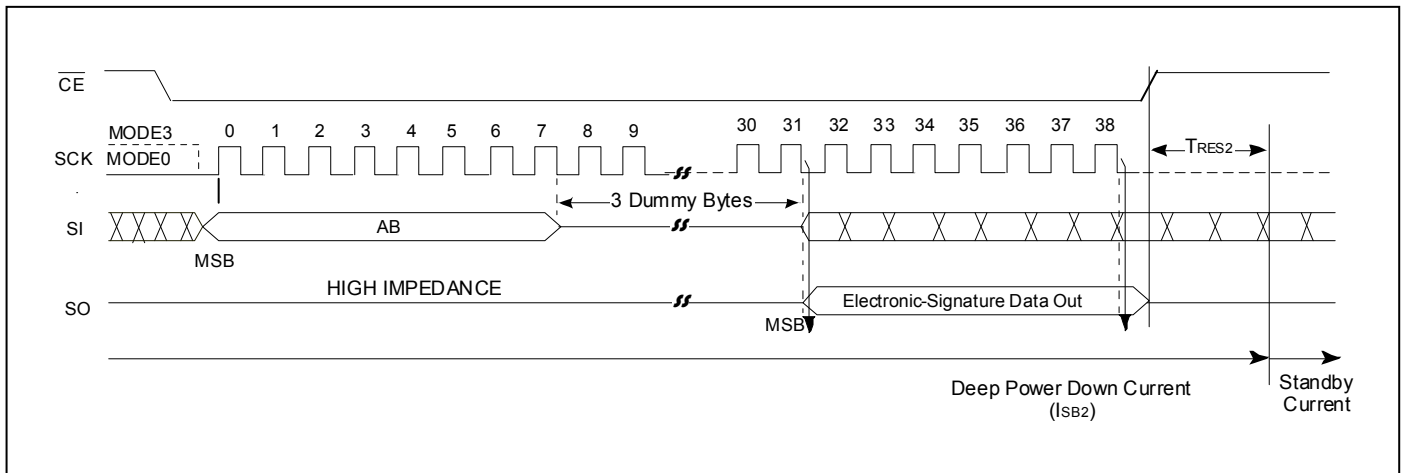 CE
MODE3
0 1 2 3 4 5 6 7 8 9 30 31 32 33 34 35 36 37 38
SCK MODE0
TRES2
3 Dummy Bytes
SI AB
MSB
HIGH IMPEDANCE
SO Electronic-Signature Data Out
MSB
Deep Power Down Current
(ISB2)
Standby
Current